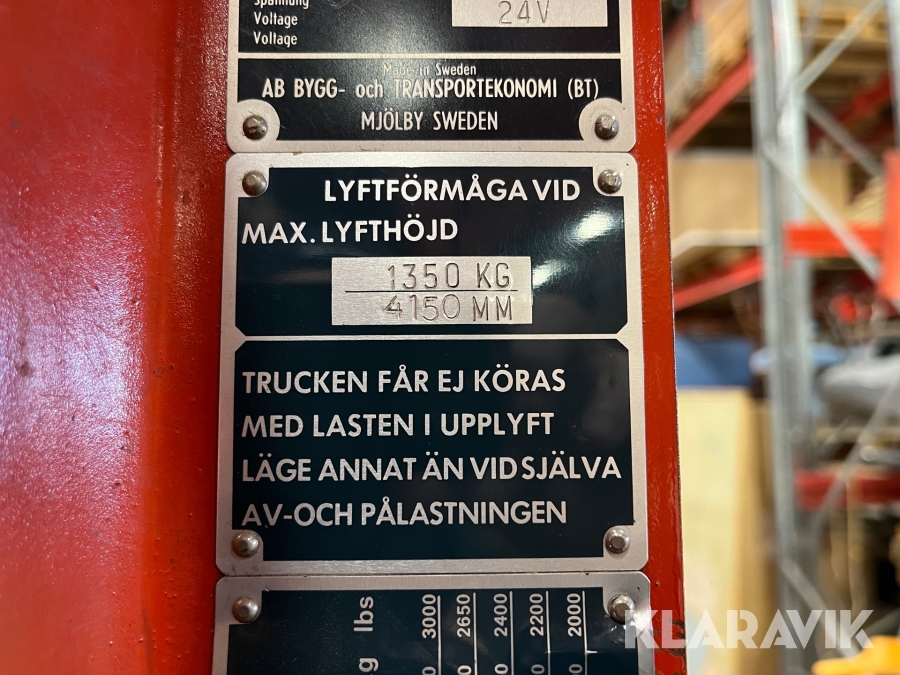 Spänning
Voltage
Voltage
24V
Made in Sweden
AB BYGG- och TRANSPORTEKONOMI (BT)
MJÖLBY SWEDEN
LYFTFÖRMÅGA VID
MAX. LYFTHÖJD
1350 KG
4150 MM
TRUCKEN FÅR EJ KÖRAS
MED LASTEN I UPPLYFT
LÄGE ANNAT ÄN VID SJÄLVA
AV-OCH PÅLASTNINGEN
lbs
3000
2650
2400
2200
2000
KLARAVIK